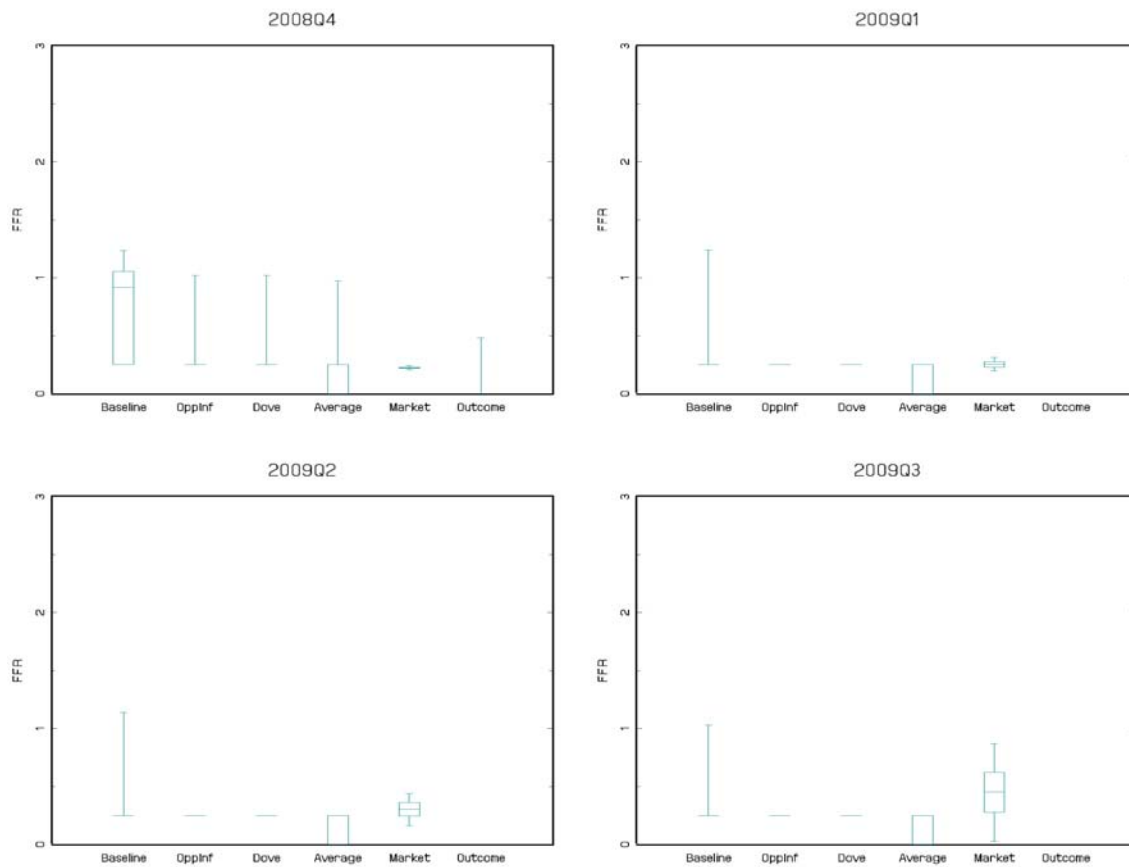 2008Q4
3
2
1
0
FFR
Baseline OppInf Dove Average Market Outcome
2009Q1
3
2
1
0
FFR
Baseline OppInf Dove Average Market Outcome
2009Q2
3
2
1
0
FFR
Baseline OppInf Dove Average Market Outcome
2009Q3
3
2
1
0
FFR
Baseline OppInf Dove Average Market Outcome